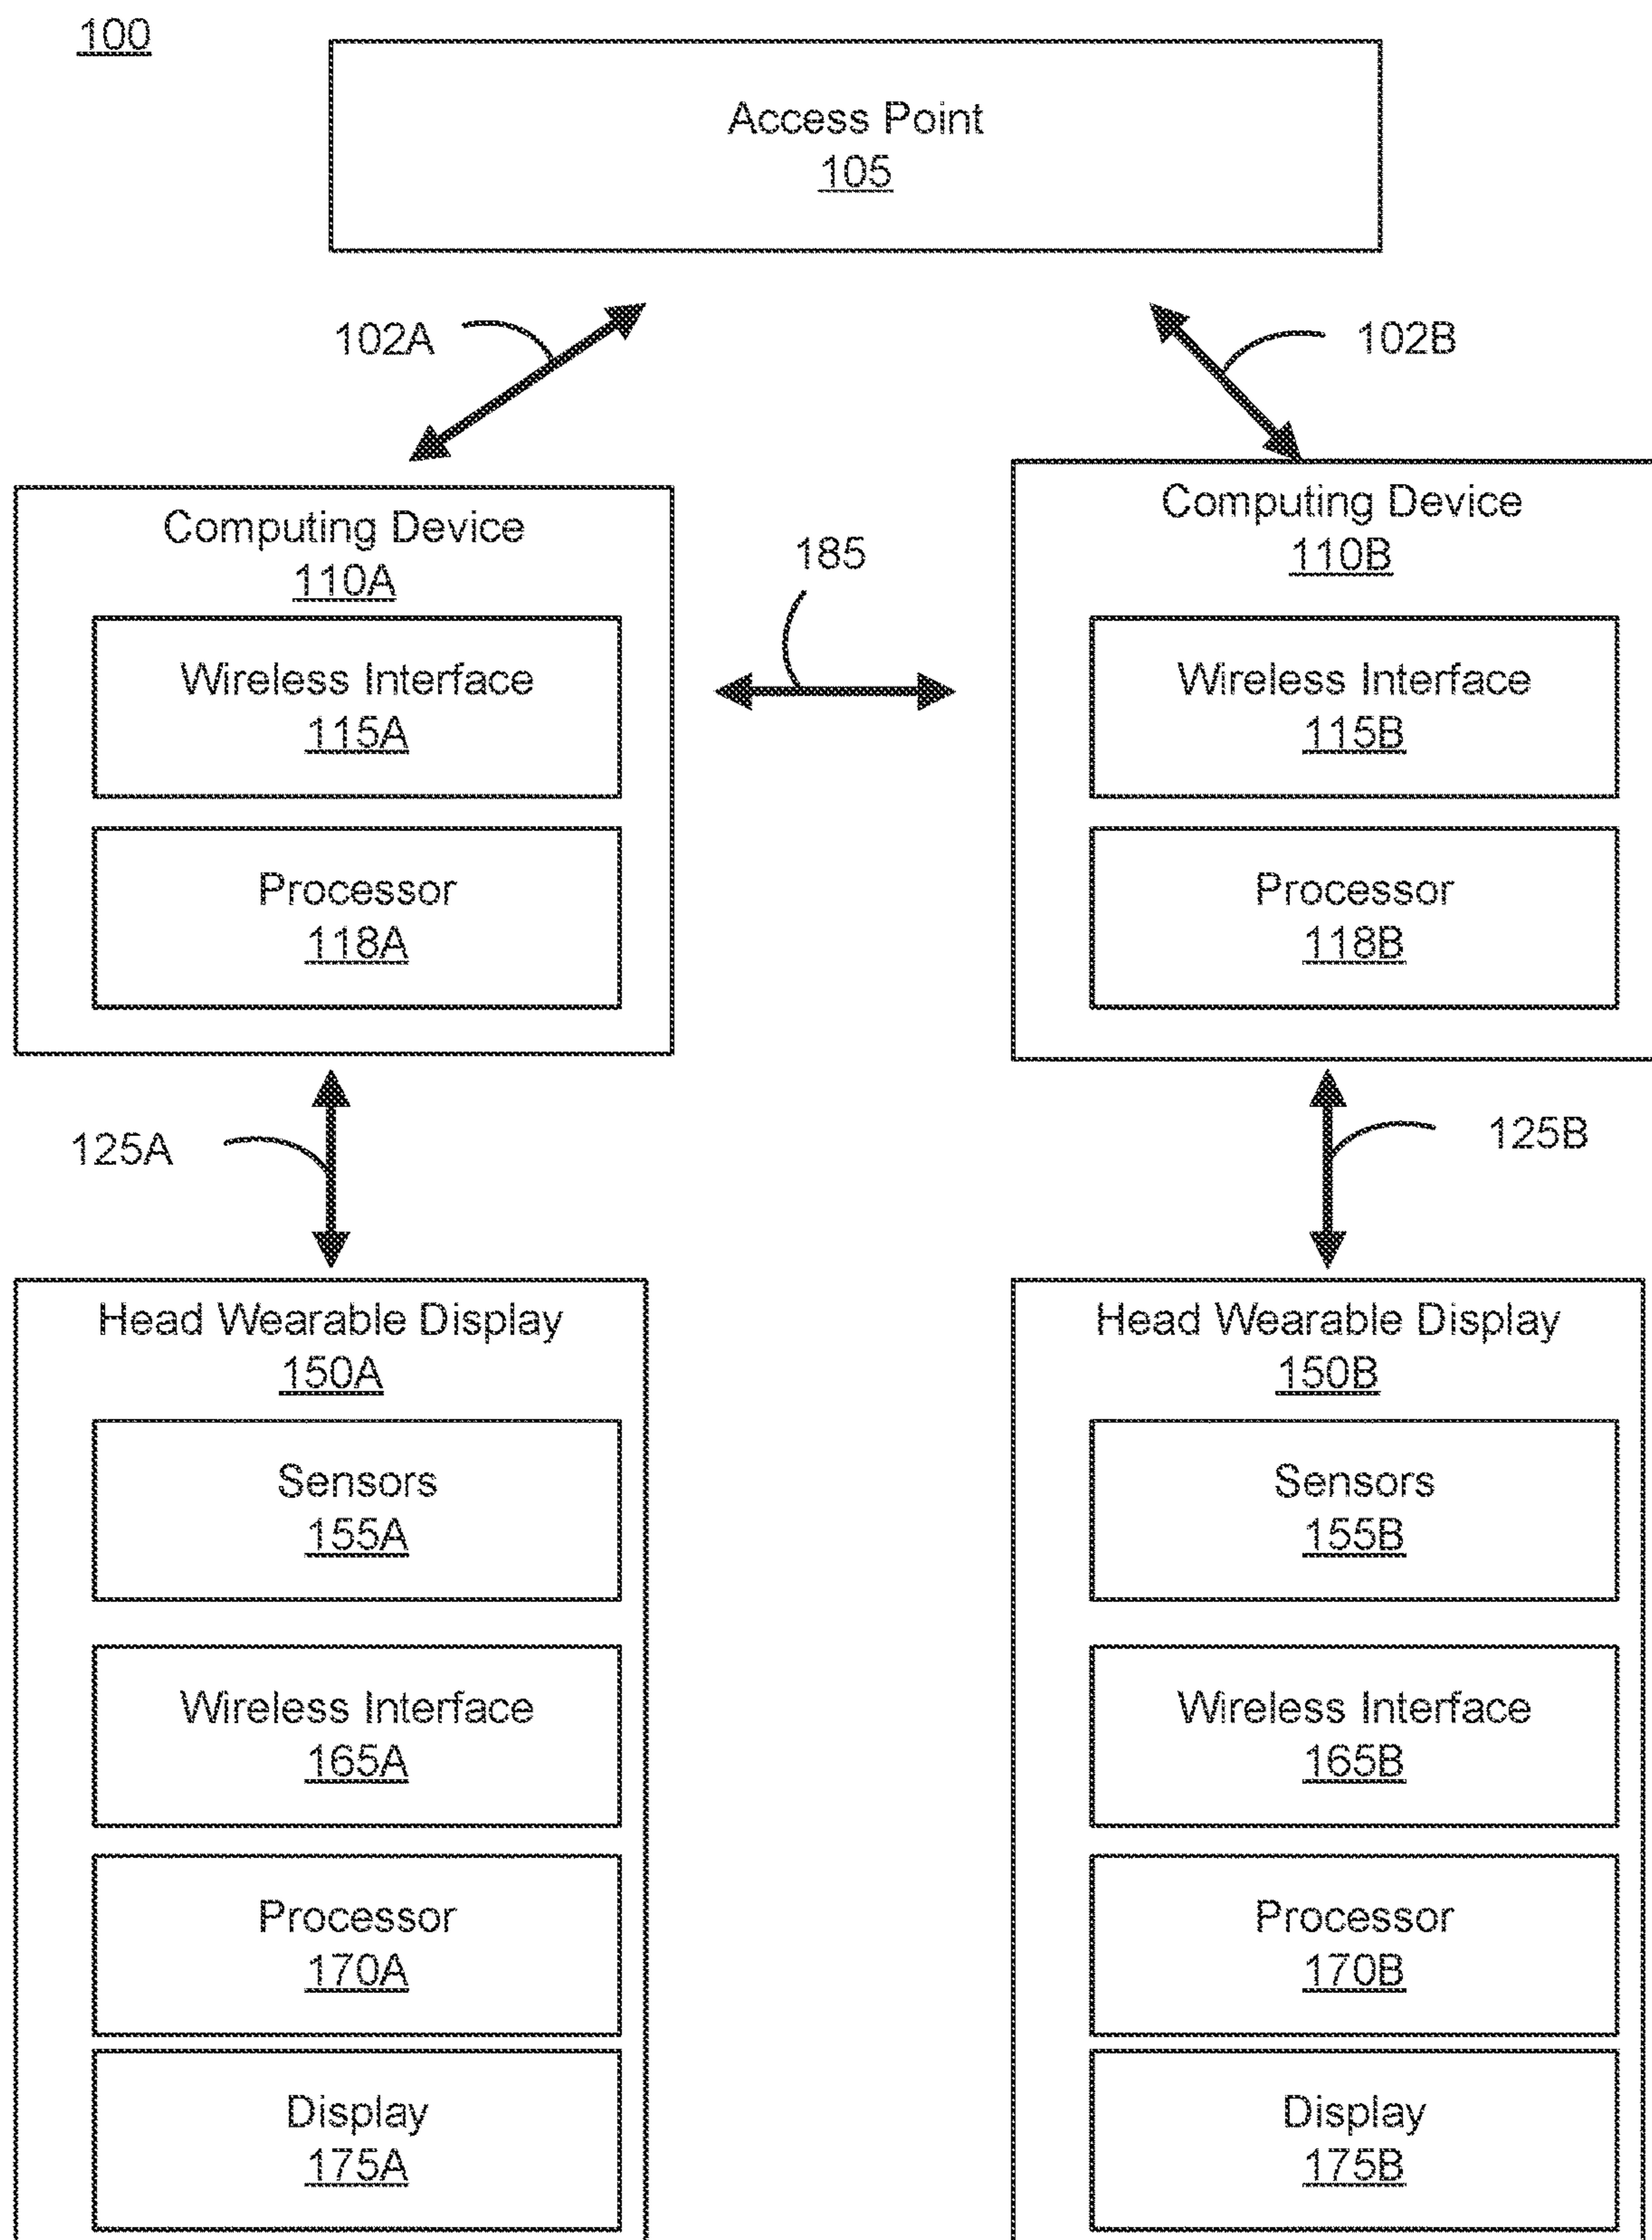 100
Access Point
105
102A
102B
Computing Device
110A
Wireless Interface
115A
Processor
118A
185
Computing Device
110B
Wireless Interface
115B
Processor
118B
125A
125B
Head Wearable Display
150A
Sensors
155A
Wireless Interface
165A
Processor
170A
Display
175A
Head Wearable Display
150B
Sensors
155B
Wireless Interface
165B
Processor
170B
Display
175B